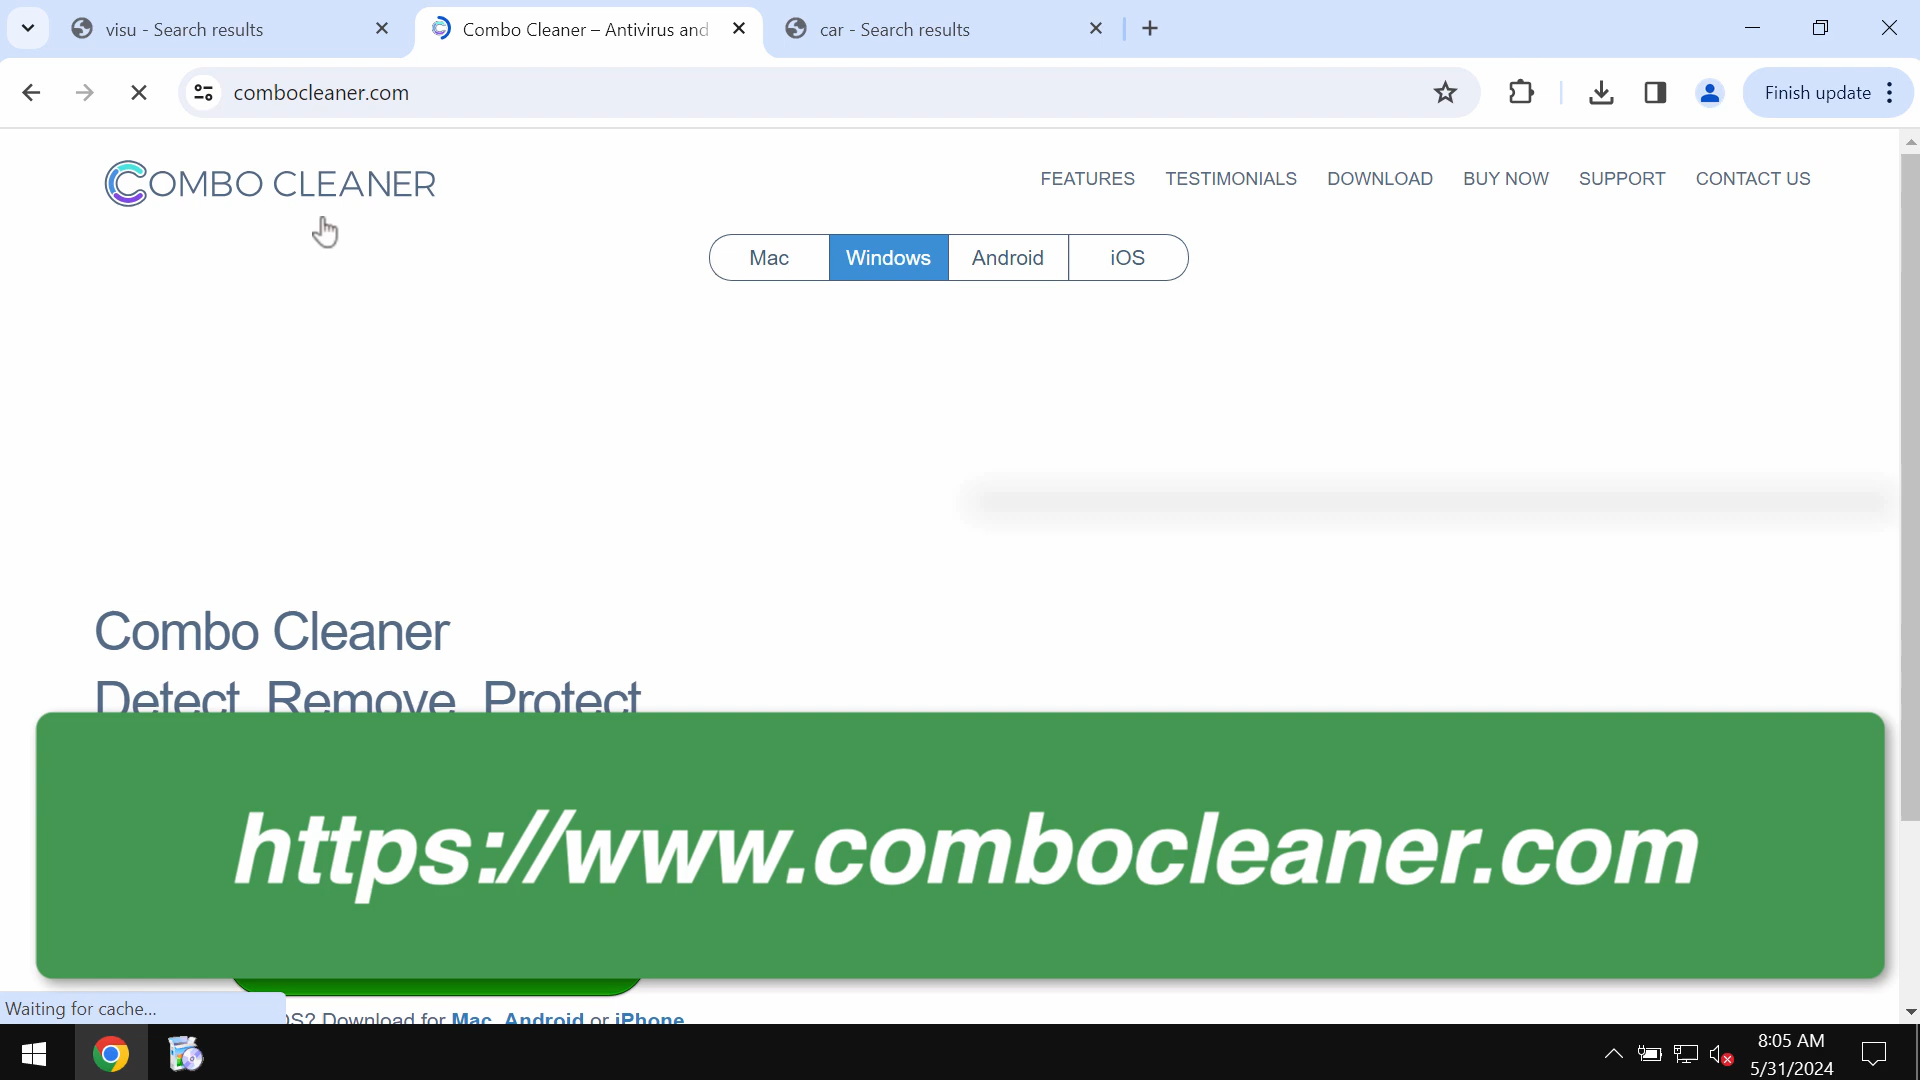 visu - Search results
Combo Cleaner – Antivirus and
car - Search results
combocleaner.com
Finish update
COMBO CLEANER
FEATURES TESTIMONIALS DOWNLOAD BUY NOW SUPPORT CONTACT US
Mac Windows Android iOS
Combo Cleaner
Detect Remove Protect
https://www.combocleaner.com
Waiting for cache...
OS? Download for Mac, Android or iPhone
8:05 AM
5/31/2024